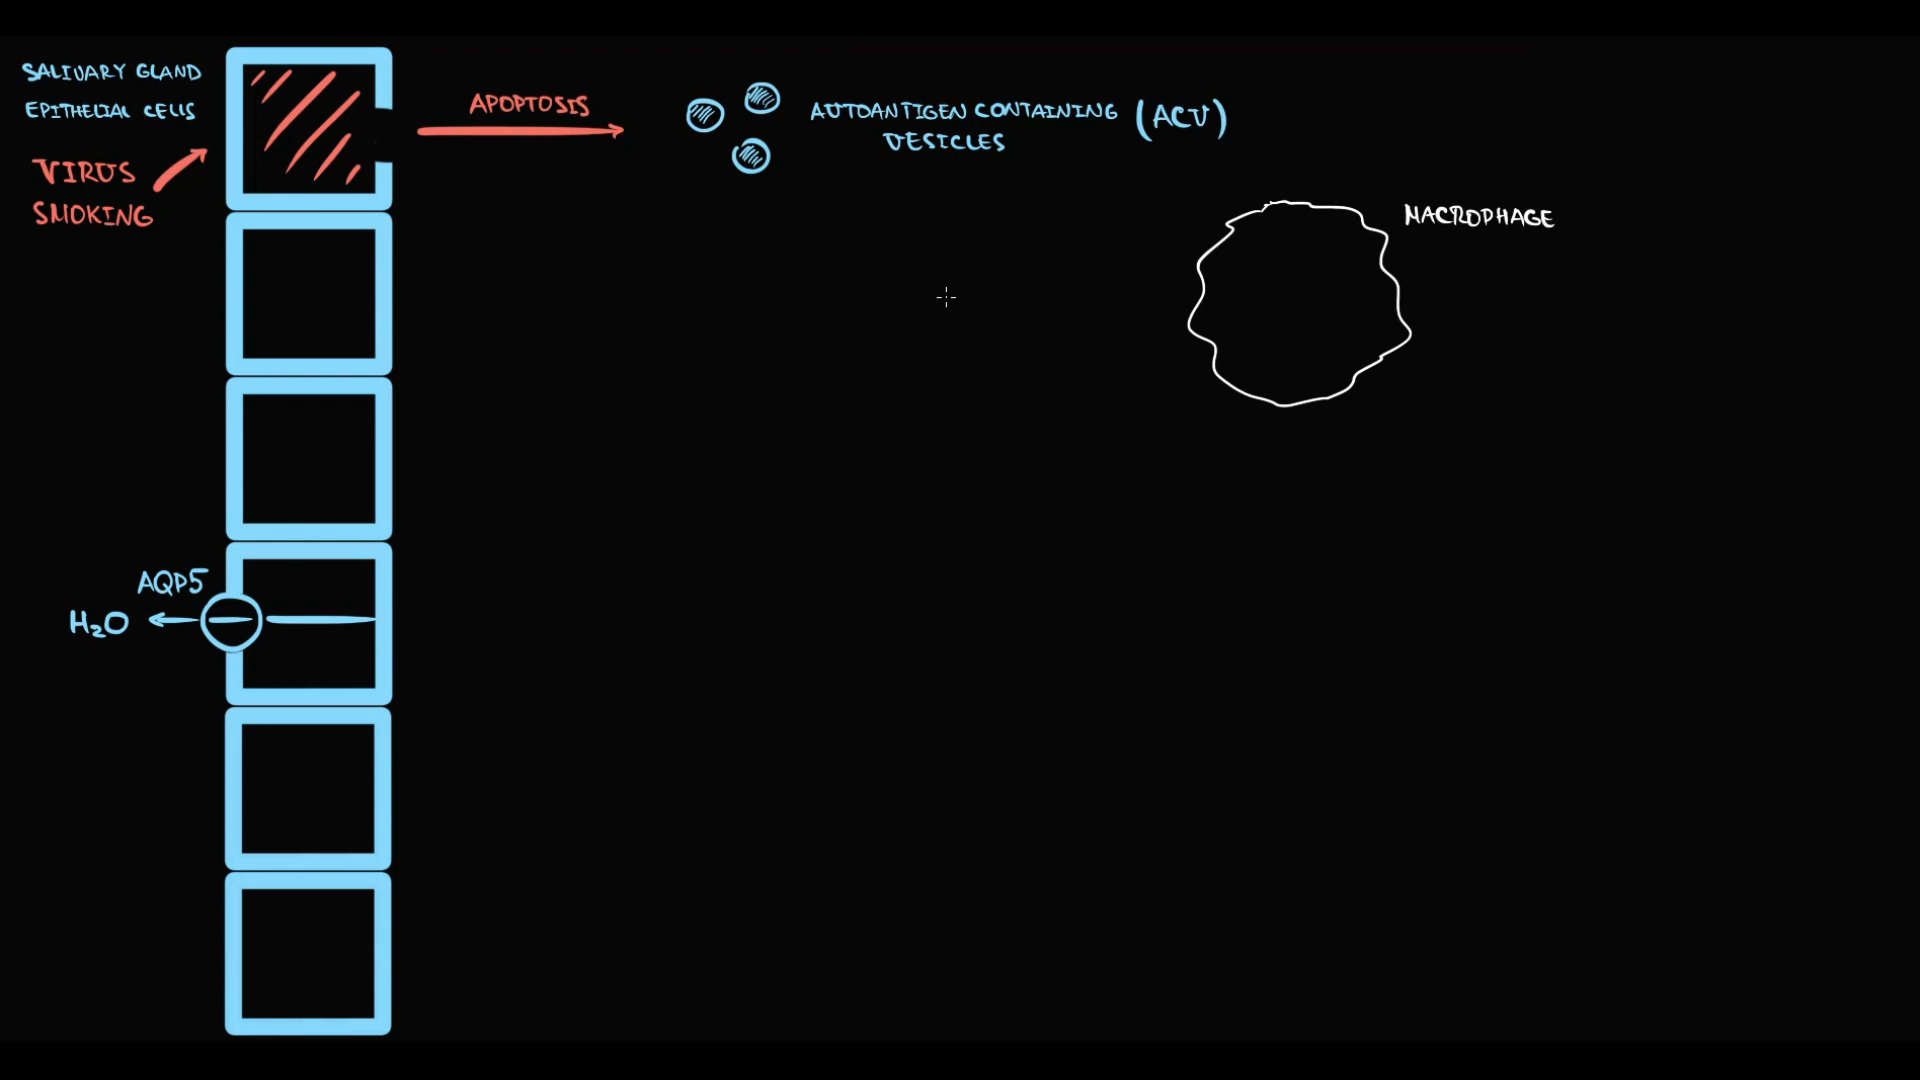 SALIVARY GLAND
EPITHELIAL CELLS
VIRUS
SMOKING
APOPTOSIS
AUTOANTIGEN CONTAINING
VESICLES
(ACV)
MACROPHAGE
AQP5
H₂O